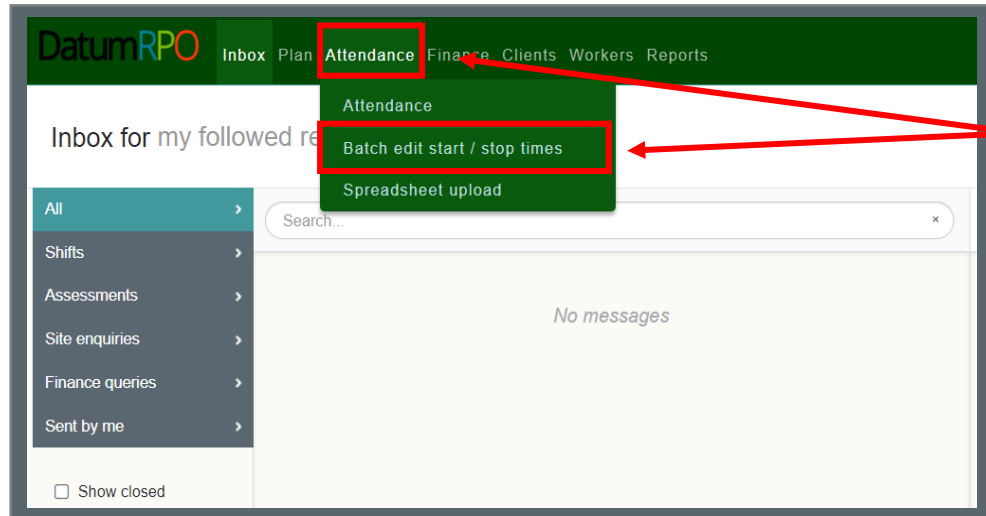 DatumRPO Inbox Plan Attendance Finance Clients Workers Reports
Attendance
Inbox for my followed re
Batch edit start / stop times
Spreadsheet upload
All
Search...
×
Shifts
Assessments
No messages
Site enquiries
Finance queries
Sent by me
Show closed